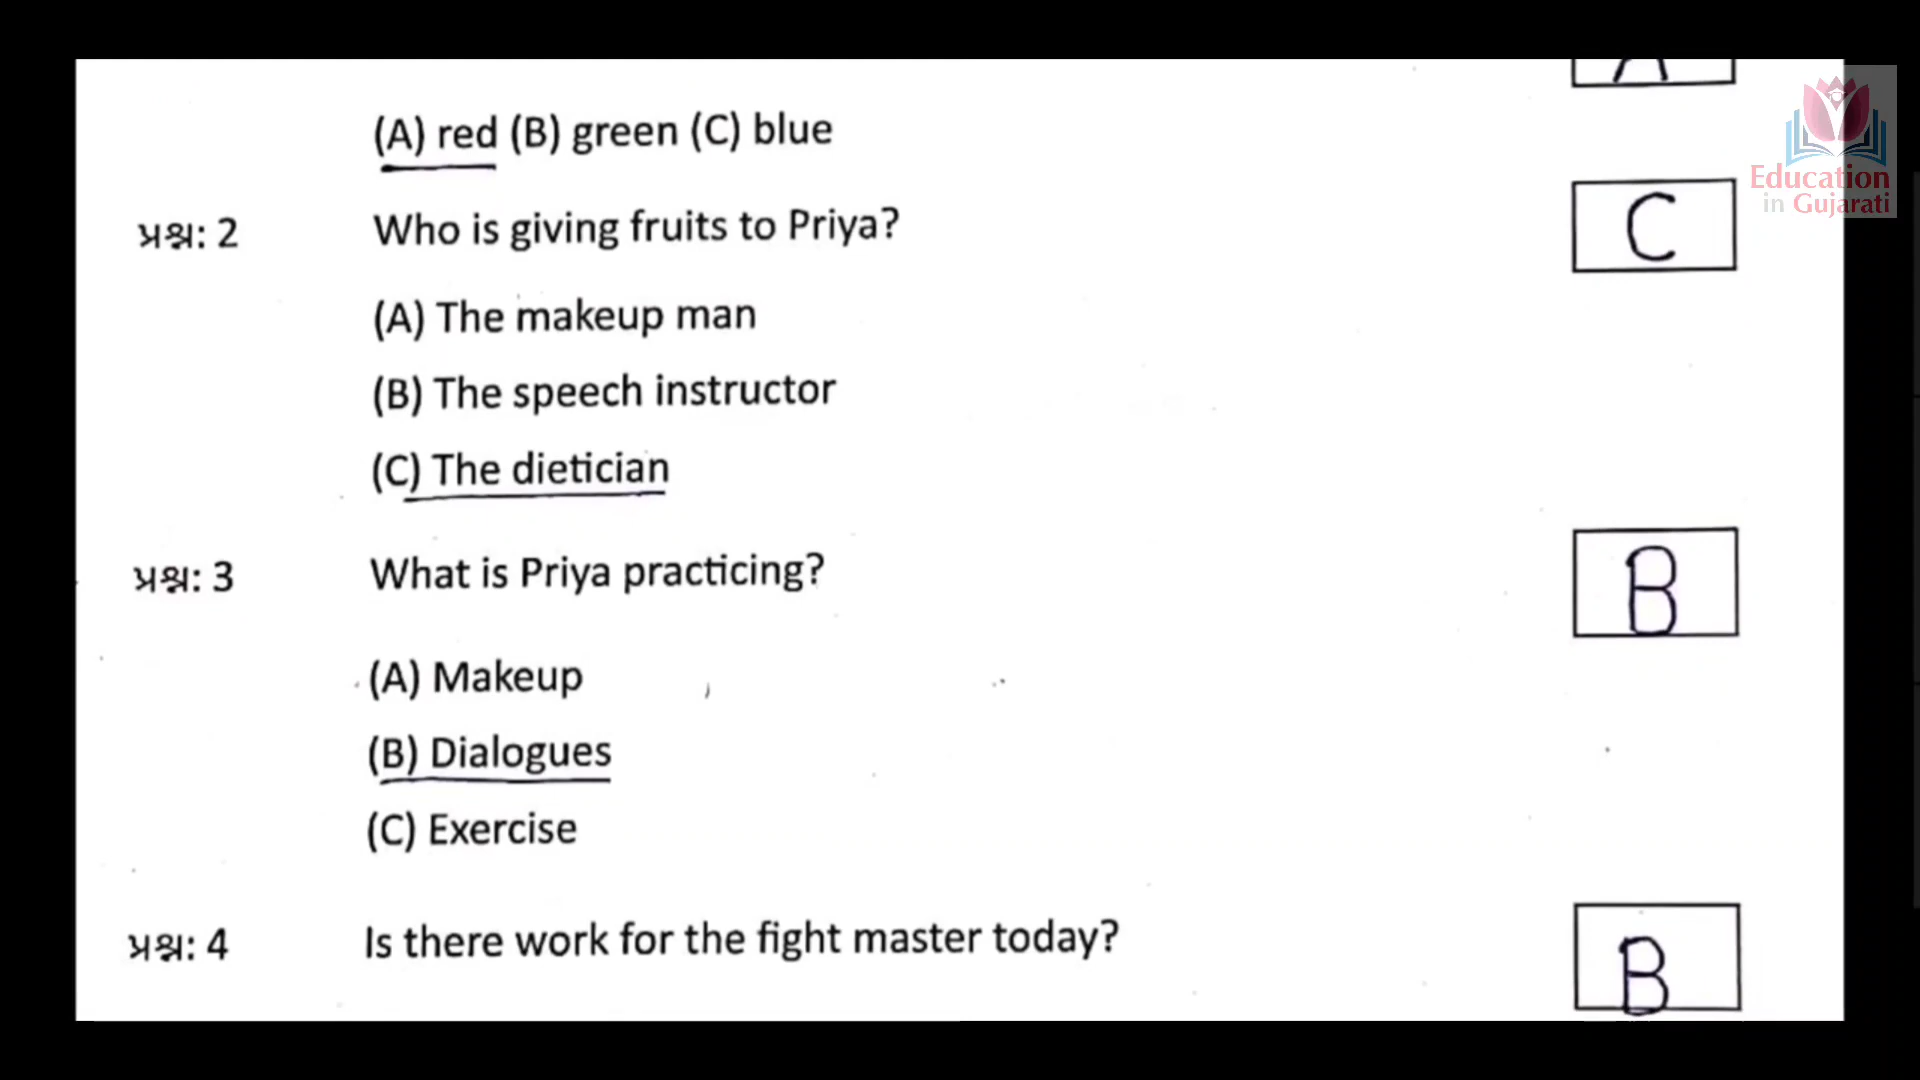 A
(A) red (B) green (C) blue
Education
in Gujarati
પ્રશ્ન: 2 Who is giving fruits to Priya? C
(A) The makeup man
(B) The speech instructor
(C) The dietician
પ્રશ્ન: 3 What is Priya practicing? B
(A) Makeup
(B) Dialogues
(C) Exercise
પ્રશ્ન: 4 Is there work for the fight master today? B